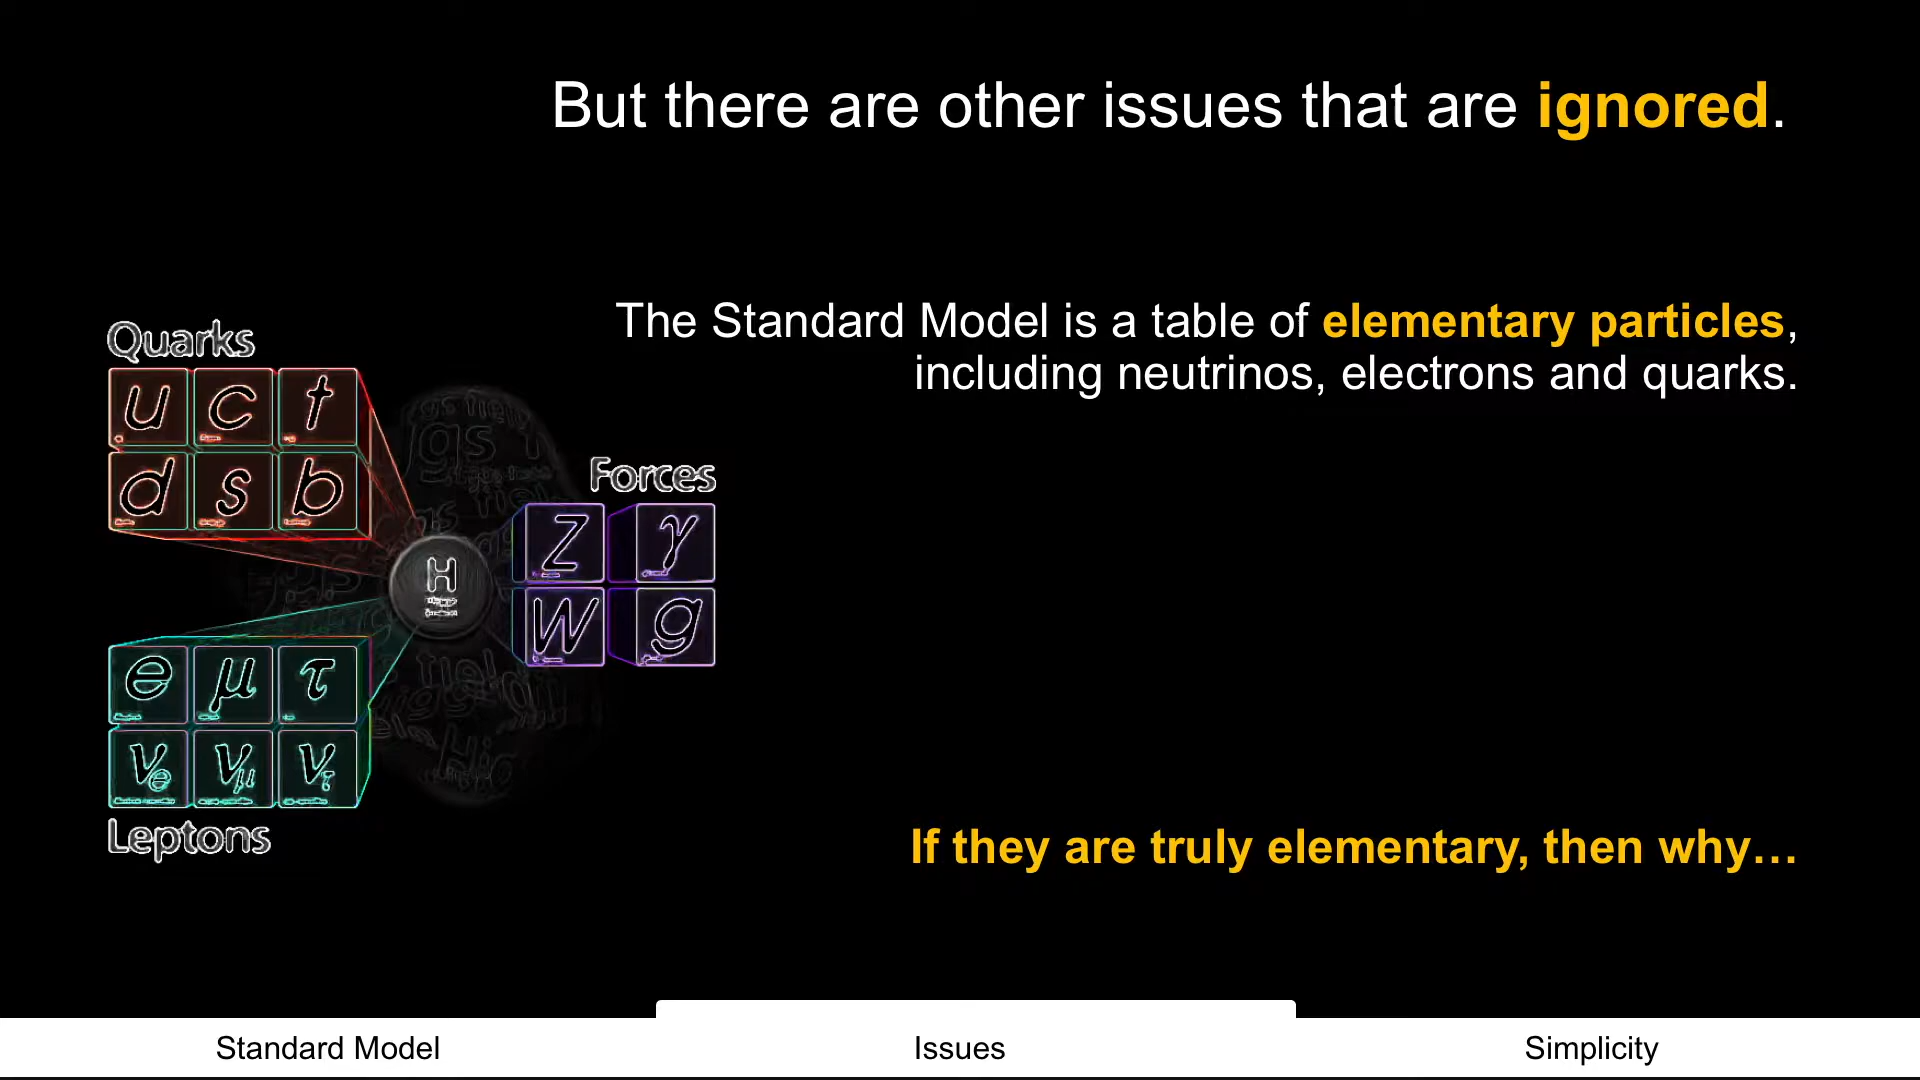 But there are other issues that are ignored.
The Standard Model is a table of elementary particles,
including neutrinos, electrons and quarks.
Quarks
u c t
d s b
Forces
Z γ
W g
H
e μ τ
νe νμ ντ
Leptons
If they are truly elementary, then why…
Standard Model
Issues
Simplicity